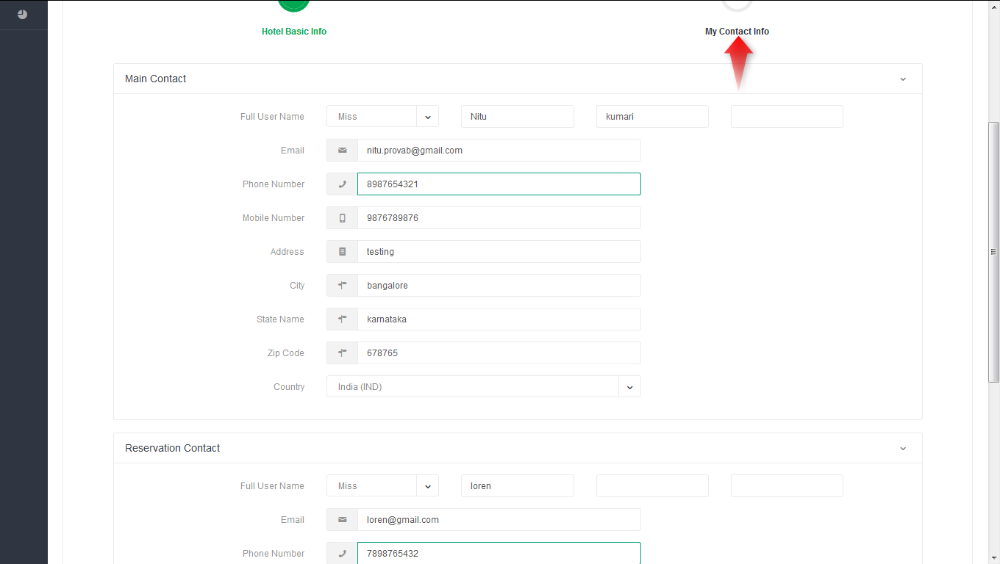 Hotel Basic Info My Contact Info
Main Contact
Full User Name Miss Nitu kumari
Email nitu.provab@gmail.com
Phone Number 8987654321
Mobile Number 9876789876
Address testing
City bangalore
State Name karnataka
Zip Code 678765
Country India (IND)
Reservation Contact
Full User Name Miss loren
Email loren@gmail.com
Phone Number 7898765432